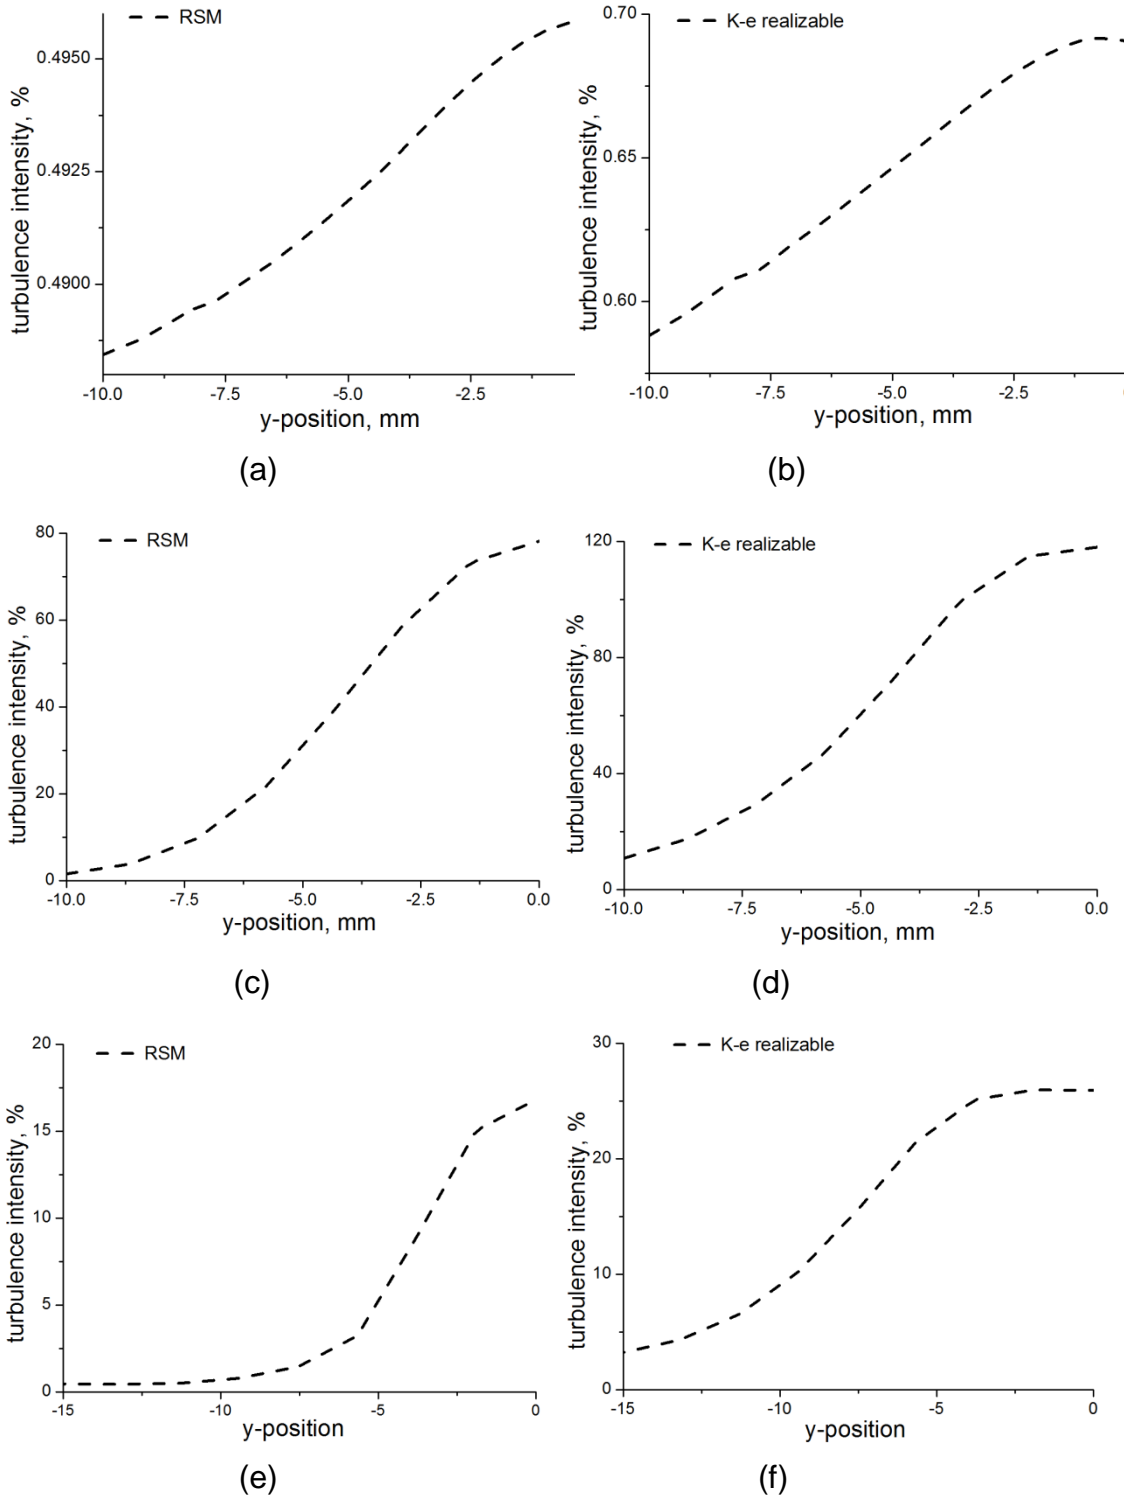 RSM
turbulence intensity, %
0.4950
0.4925
0.4900
-10.0 -7.5 -5.0 -2.5
y-position, mm
(a)
K-e realizable
turbulence intensity, %
0.70
0.65
0.60
-10.0 -7.5 -5.0 -2.5
y-position, mm
(b)
RSM
turbulence intensity, %
80
60
40
20
0
-10.0 -7.5 -5.0 -2.5 0.0
y-position, mm
(c)
K-e realizable
turbulence intensity, %
120
80
40
0
-10.0 -7.5 -5.0 -2.5 0.0
y-position, mm
(d)
RSM
turbulence intensity, %
20
15
10
5
0
-15 -10 -5 0
y-position
(e)
K-e realizable
turbulence intensity, %
30
20
10
0
-15 -10 -5 0
y-position
(f)